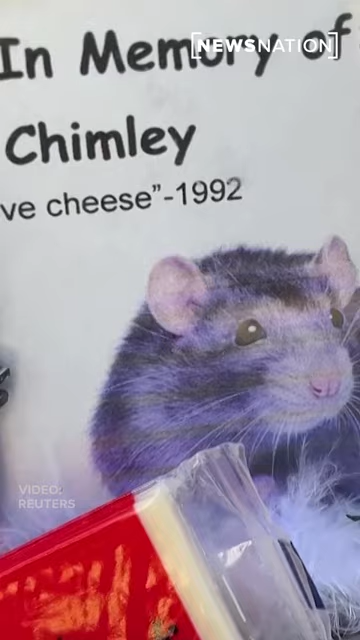 [NEWSNATION]
In Memory of
Chimley
ve cheese”-1992
VIDEO:
REUTERS